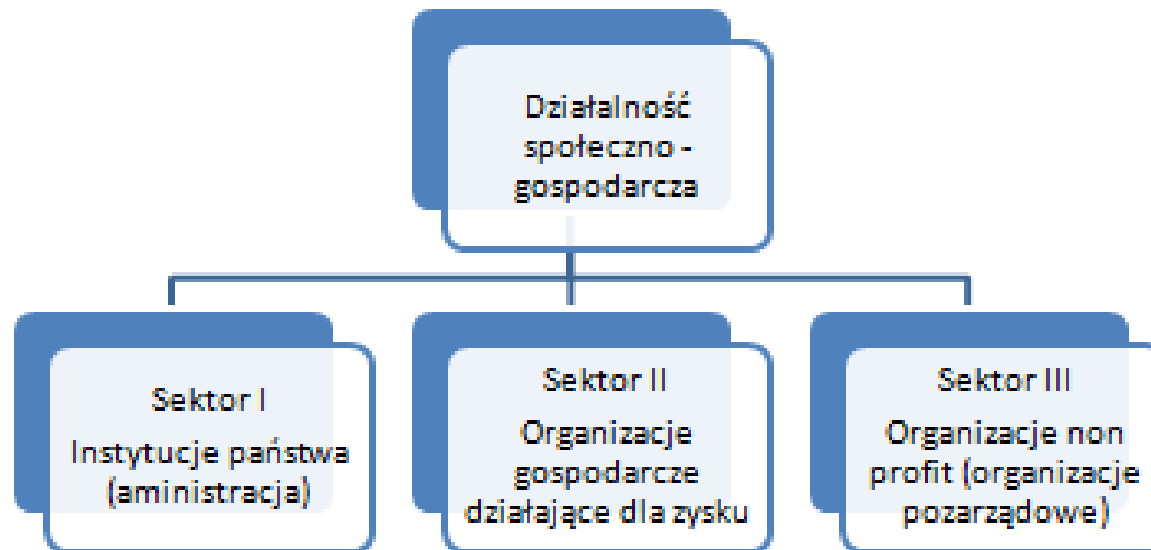 Działalność
społeczno -
gospodarcza
Sektor I
Instytucje państwa
(aministracja)
Sektor II
Organizacje
gospodarcze
działające dla zysku
Sektor III
Organizacje non
profit (organizacje
pozarządowe)